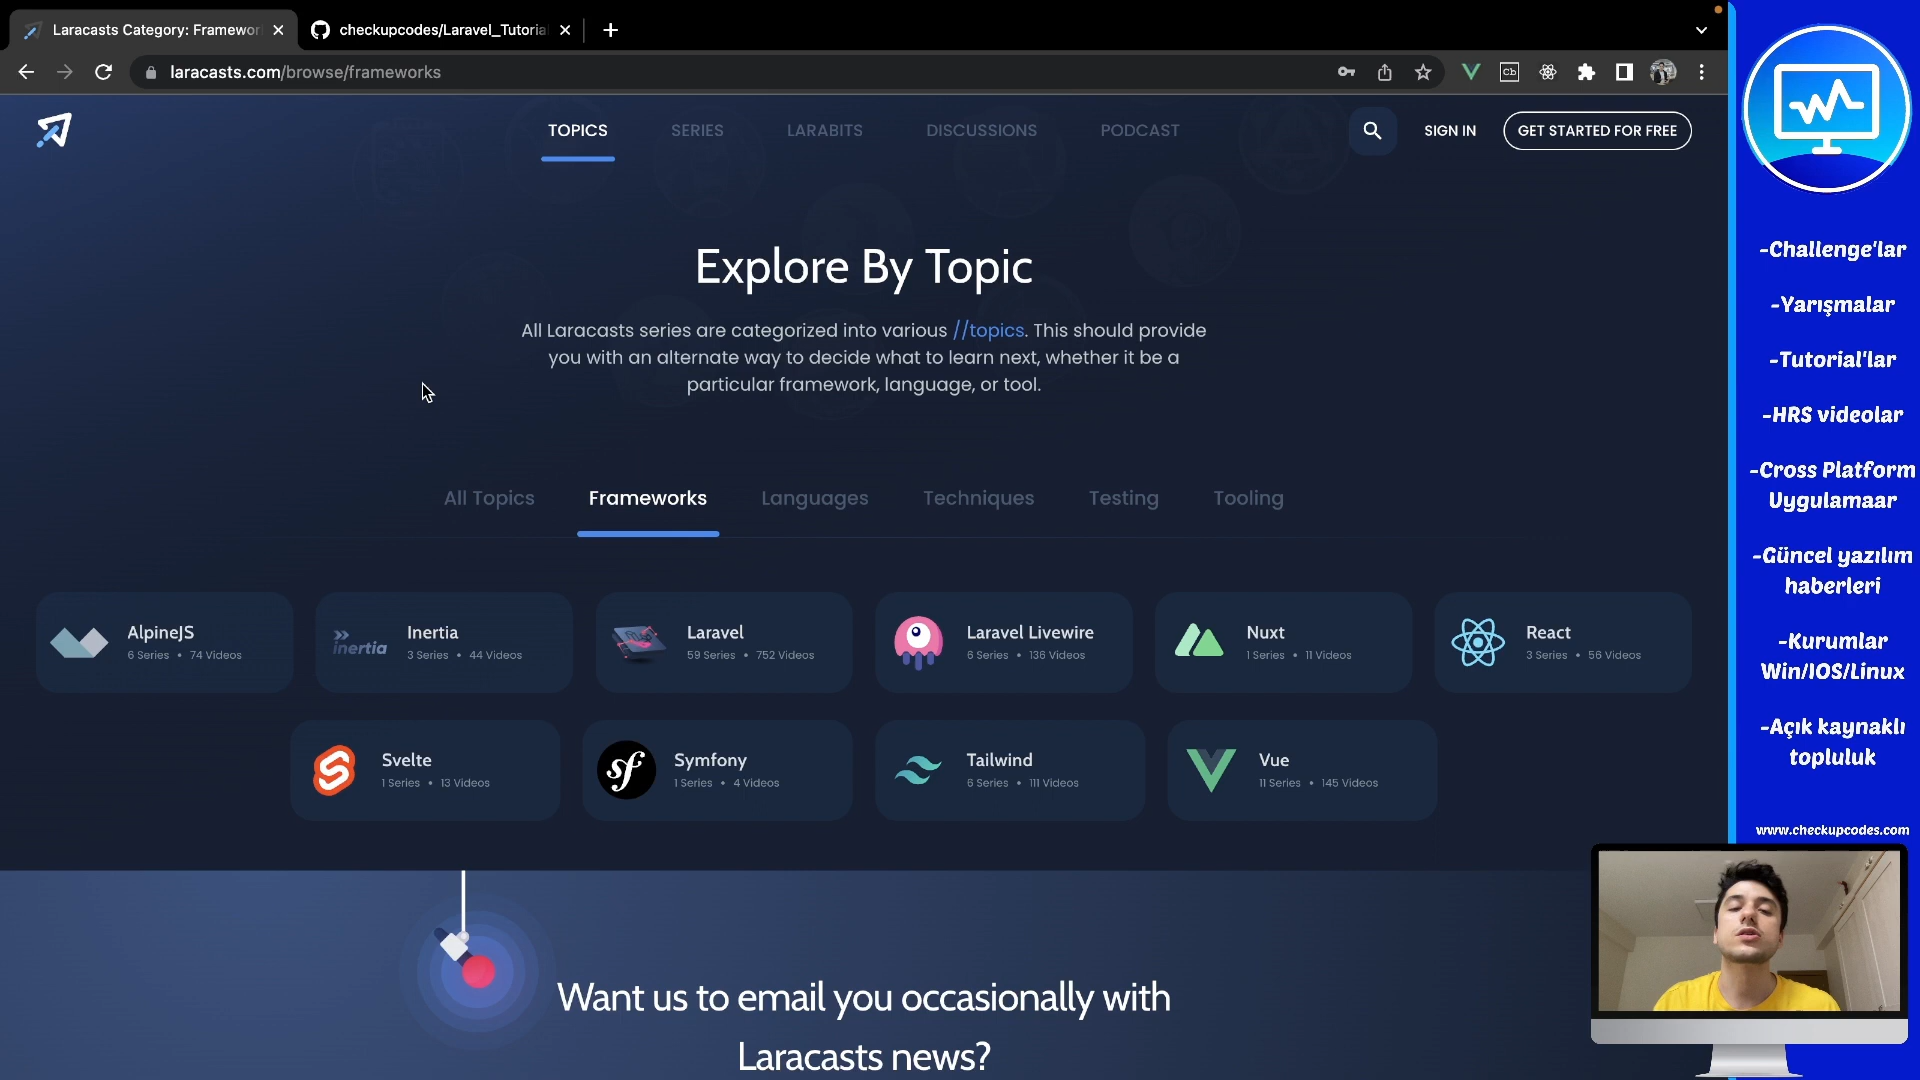 Laracasts Category: Framewor
checkupcodes/Laravel_Tutoria
laracasts.com/browse/frameworks
TOPICS
SERIES
LARABITS
DISCUSSIONS
PODCAST
SIGN IN
GET STARTED FOR FREE
Explore By Topic
All Laracasts series are categorized into various //topics. This should provide
you with an alternate way to decide what to learn next, whether it be a
particular framework, language, or tool.
All Topics
Frameworks
Languages
Techniques
Testing
Tooling
AlpineJS
6 Series • 74 Videos
inertia
Inertia
3 Series • 44 Videos
Laravel
59 Series • 752 Videos
Laravel Livewire
6 Series • 136 Videos
Nuxt
1 Series • 11 Videos
React
3 Series • 56 Videos
Svelte
1 Series • 13 Videos
sf
Symfony
1 Series • 4 Videos
Tailwind
6 Series • 111 Videos
Vue
11 Series • 145 Videos
Want us to email you occasionally with
Laracasts news?
-Challenge'lar
-Yarışmalar
-Tutorial'lar
-HRS videolar
-Cross Platform
Uygulamaar
-Güncel yazılım
haberleri
-Kurumlar
Win/IOS/Linux
-Açık kaynaklı
topluluk
www.checkupcodes.com